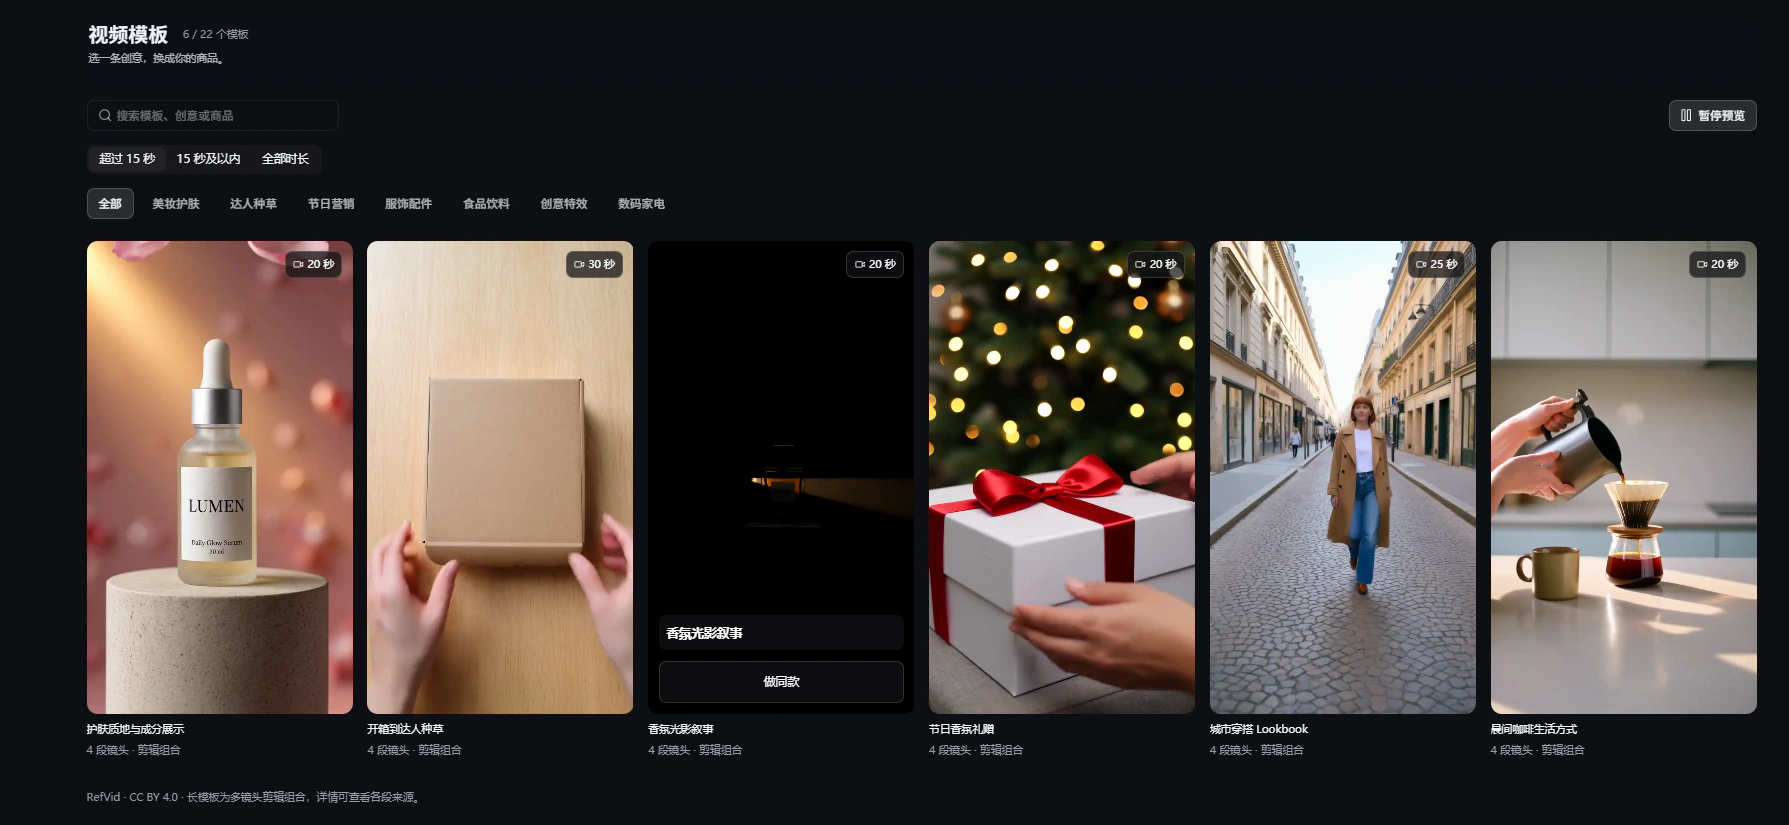 视频模板 6 / 22 个模板
选一条创意，换成你的商品。
搜索模板、创意或商品
暂停预览
超过 15 秒 15 秒及以内 全部时长
全部 美妆护肤 达人种草 节日营销 服饰配件 食品饮料 创意特效 数码家电
20 秒 30 秒 20 秒 20 秒 25 秒 20 秒
LUMEN
Daily Glow Serum
30 ml
香氛光影叙事
做同款
护肤质地与成分展示 开箱到达人种草 香氛光影叙事 节日香氛礼赠 城市穿搭 Lookbook 晨间咖啡生活方式
4 段镜头 · 剪辑组合 4 段镜头 · 剪辑组合 4 段镜头 · 剪辑组合 4 段镜头 · 剪辑组合 4 段镜头 · 剪辑组合 4 段镜头 · 剪辑组合
RefVid · CC BY 4.0 · 长模板为多镜头剪辑组合，详情可查看各段来源。